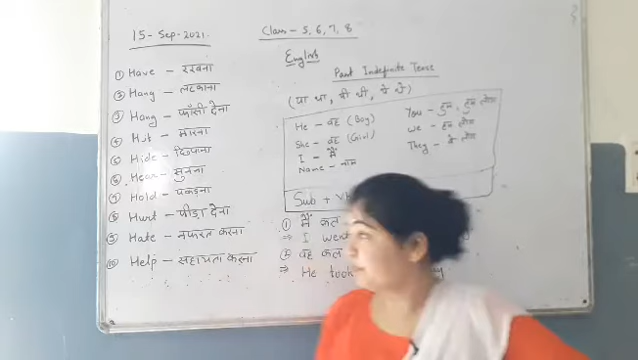 15-Sep-2021
Class - 5, 6, 7, 8
English
Past Indefinite Tense
① Have - रखना
② Hang - लटकाना
③ Hang - फाँसी देना
④ Hit - मारना
⑤ Hide - छिपाना
⑥ Hear - सुनना
⑦ Hold - पकड़ना
⑧ Hurt - पीड़ा देना
⑨ Hate - नफरत करना
⑩ Help - सहायता करना
(या था, यी थी, ये थे)
He - वह (Boy)
She - वह (Girl)
I - मैं
Name - नाम
You - तुम, तुम लोग
We - हम लोग
They - वे लोग
Sub +
① मैं कल
⇒ I went
② वह कल
⇒ He took